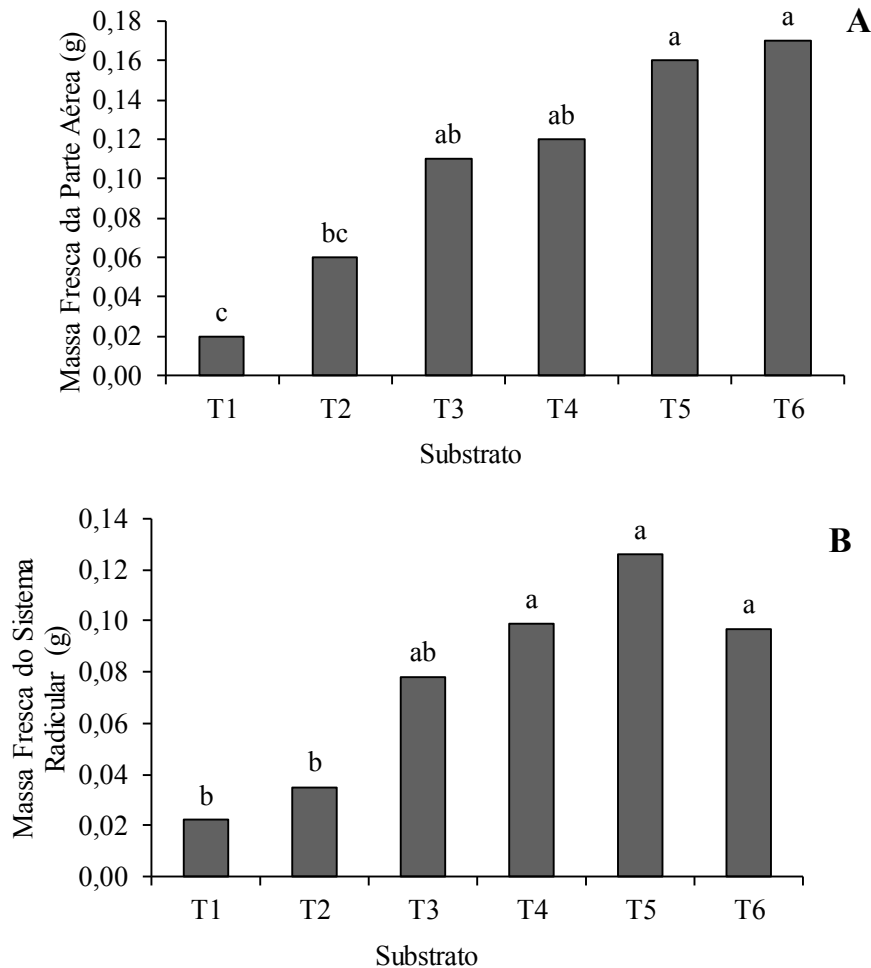 A
Massa Fresca da Parte Aérea (g)
0,18
0,16
0,14
0,12
0,10
0,08
0,06
0,04
0,02
0,00
c
bc
ab
ab
a
a
T1 T2 T3 T4 T5 T6
Substrato
B
Massa Fresca do Sistema
Radicular (g)
0,14
0,12
0,10
0,08
0,06
0,04
0,02
0,00
b
b
ab
a
a
a
T1 T2 T3 T4 T5 T6
Substrato